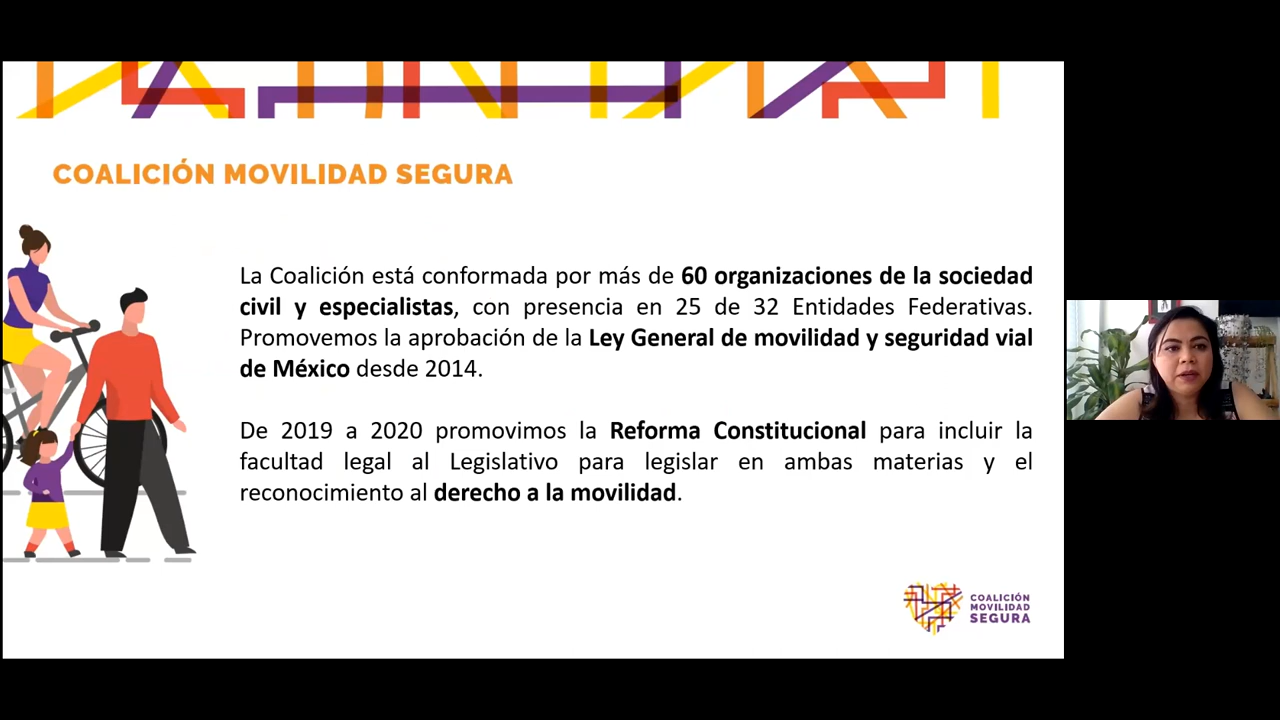 COALICIÓN MOVILIDAD SEGURA
La Coalición está conformada por más de 60 organizaciones de la sociedad
civil y especialistas, con presencia en 25 de 32 Entidades Federativas.
Promovemos la aprobación de la Ley General de movilidad y seguridad vial
de México desde 2014.
De 2019 a 2020 promovimos la Reforma Constitucional para incluir la
facultad legal al Legislativo para legislar en ambas materias y el
reconocimiento al derecho a la movilidad.
COALICIÓN
MOVILIDAD
SEGURA